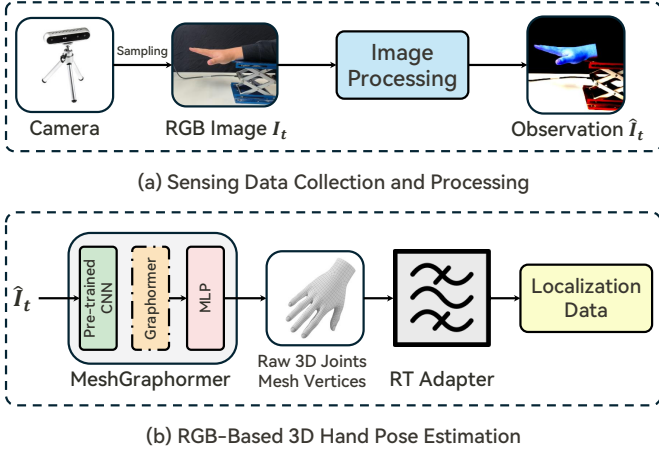 Camera
Sampling
RGB Image I_t
Image
Processing
Observation Î_t
(a) Sensing Data Collection and Processing
Î_t
Pre-trained
CNN
Graphormer
MLP
MeshGraphormer
Raw 3D Joints
Mesh Vertices
RT Adapter
Localization
Data
(b) RGB-Based 3D Hand Pose Estimation